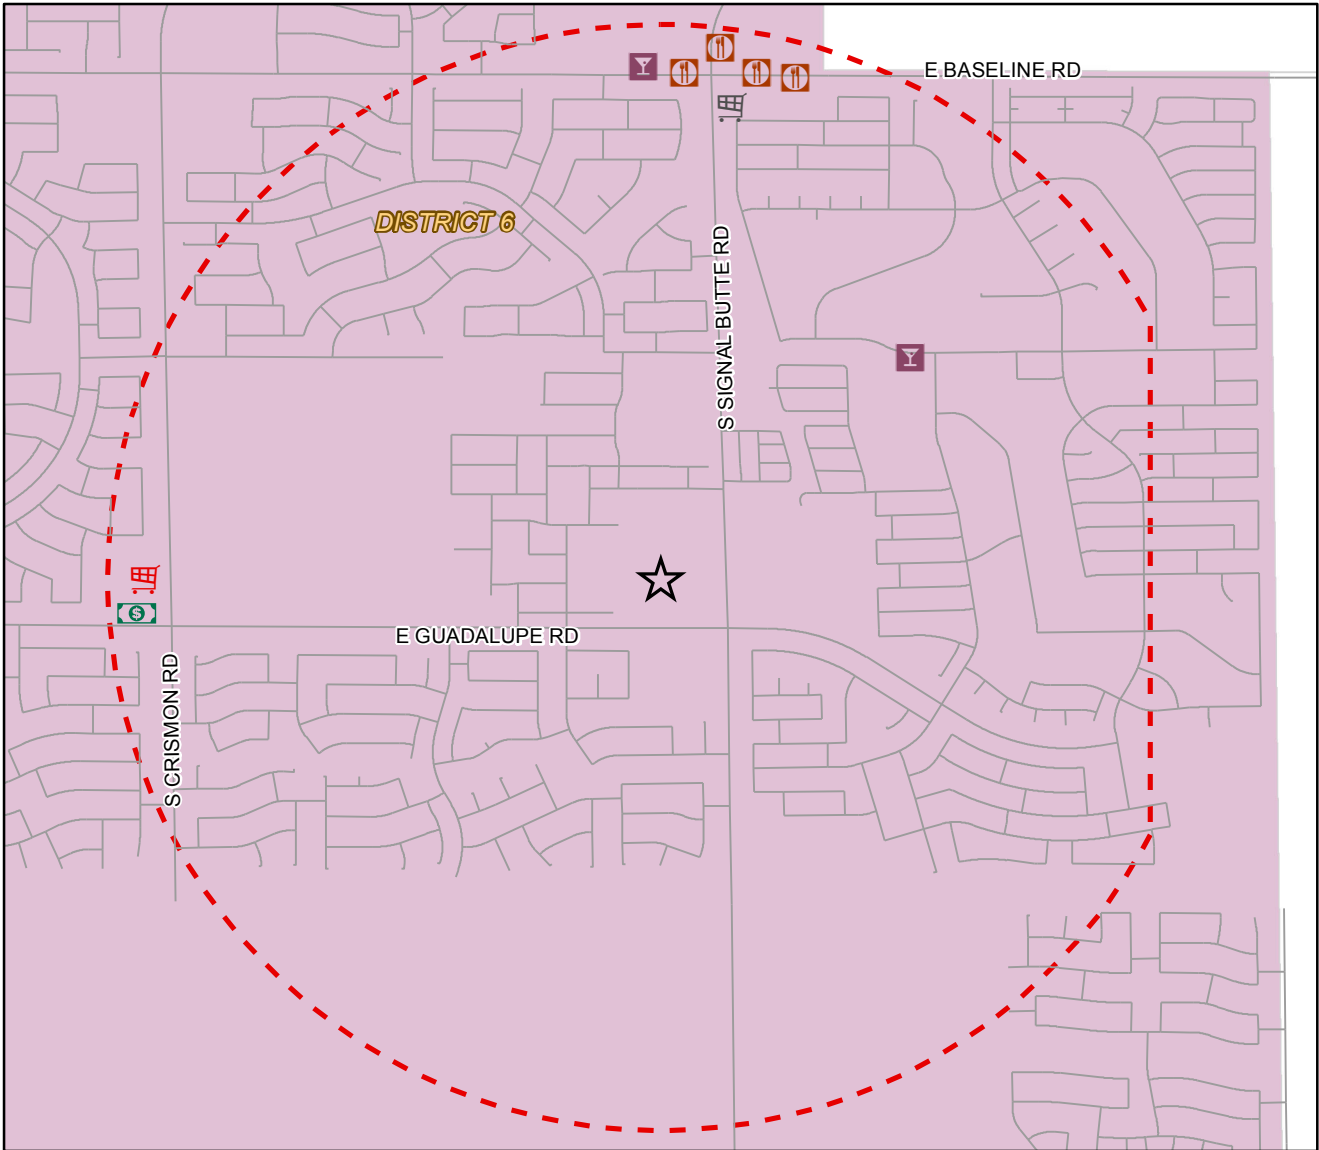 E BASELINE RD
DISTRICT 6
S SIGNAL BUTTE RD
$
E GUADALUPE RD
S CRISMON RD